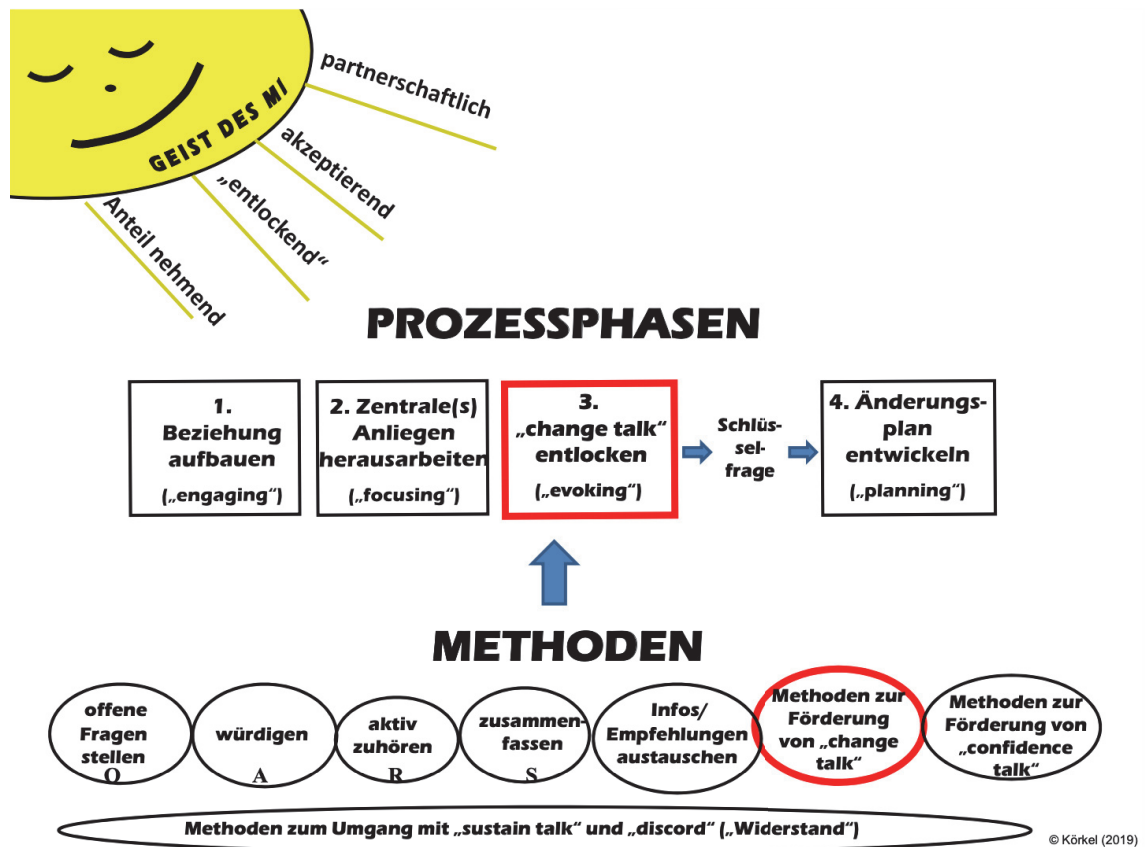 GEIST DES MI
partnerschaftlich
akzeptierend
„entlockend“
Anteil nehmend
PROZESSPHASEN
1.
Beziehung
aufbauen
(„engaging“)
2. Zentrale(s)
Anliegen
herausarbeiten
(„focusing“)
3.
„change talk“
entlocken
(„evoking“)
Schlüs-
sel-
frage
4. Änderungs-
plan
entwickeln
(„planning“)
METHODEN
offene
Fragen
stellen
O
würdigen
A
aktiv
zuhören
R
zusammen-
fassen
S
Infos/
Empfehlungen
austauschen
Methoden zur
Förderung
von „change
talk“
Methoden zur
Förderung von
„confidence
talk“
Methoden zum Umgang mit „sustain talk“ und „discord“ („Widerstand“)
© Körkel (2019)